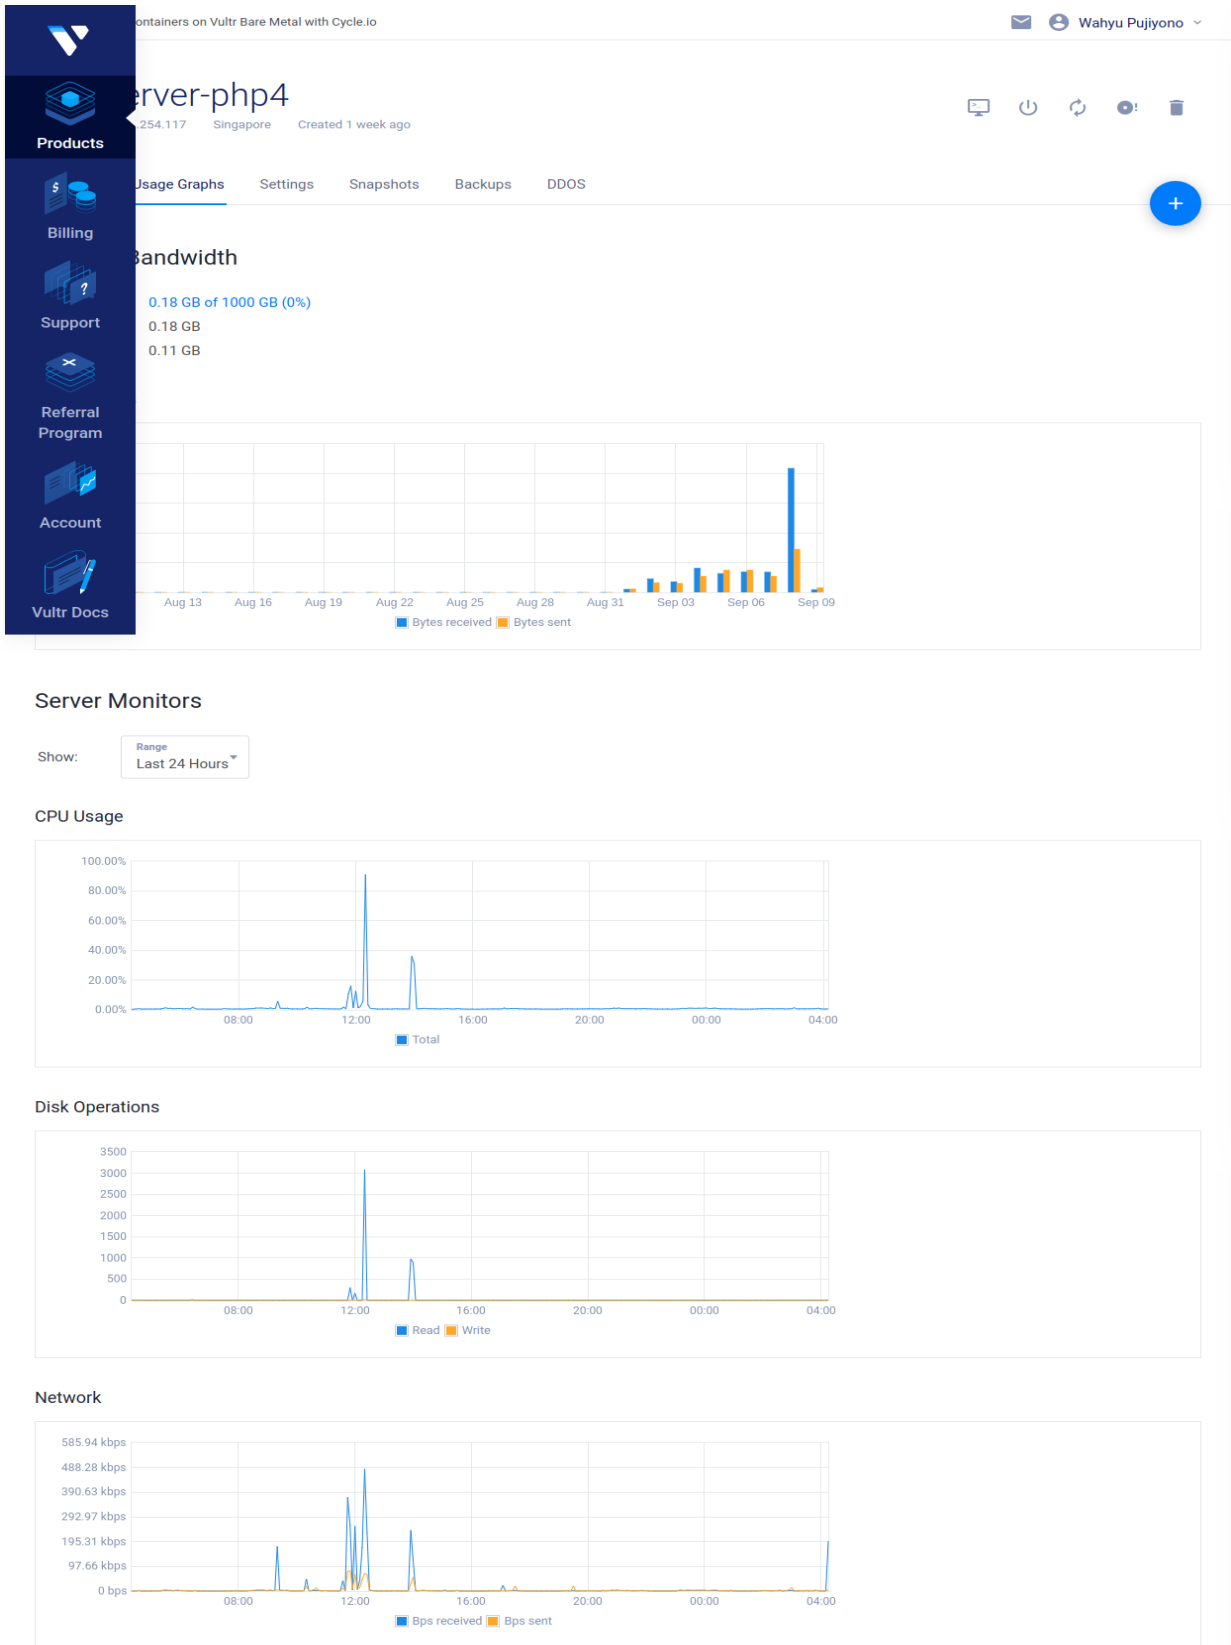 ontainers on Vultr Bare Metal with Cycle.io
Wahyu Pujiyono
erver-php4
.254.117 Singapore Created 1 week ago
Products
Usage Graphs Settings Snapshots Backups DDOS
+
Billing
Bandwidth
0.18 GB of 1000 GB (0%)
0.18 GB
0.11 GB
Support
Referral
Program
Account
Vultr Docs
Aug 13 Aug 16 Aug 19 Aug 22 Aug 25 Aug 28 Aug 31 Sep 03 Sep 06 Sep 09
Bytes received Bytes sent
Server Monitors
Show:
Range
Last 24 Hours
CPU Usage
100.00%
80.00%
60.00%
40.00%
20.00%
0.00%
08:00 12:00 16:00 20:00 00:00 04:00
Total
Disk Operations
3500
3000
2500
2000
1500
1000
500
0
08:00 12:00 16:00 20:00 00:00 04:00
Read Write
Network
585.94 kbps
488.28 kbps
390.63 kbps
292.97 kbps
195.31 kbps
97.66 kbps
0 bps
08:00 12:00 16:00 20:00 00:00 04:00
Bps received Bps sent